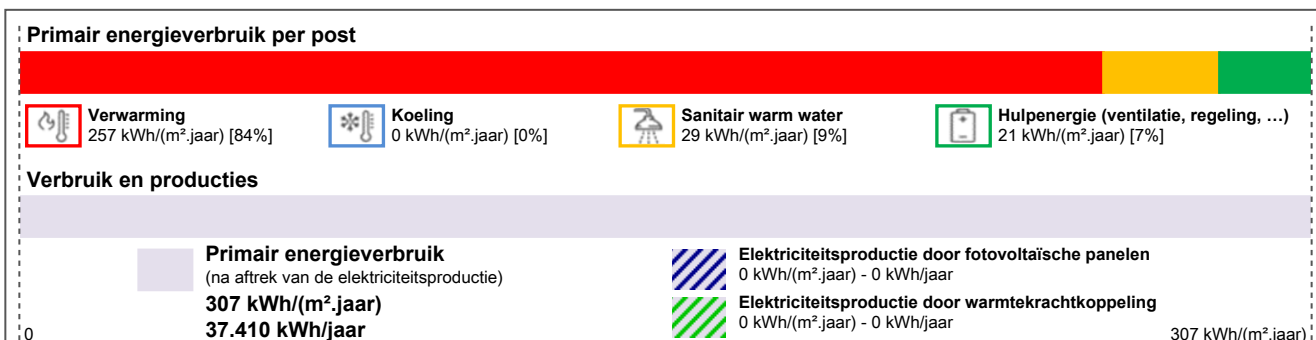 Primair energieverbruik per post
Verwarming
257 kWh/(m².jaar) [84%]
Koeling
0 kWh/(m².jaar) [0%]
Sanitair warm water
29 kWh/(m².jaar) [9%]
Hulpenergie (ventilatie, regeling, …)
21 kWh/(m².jaar) [7%]
Verbruik en producties
Primair energieverbruik
(na aftrek van de elektriciteitsproductie)
307 kWh/(m².jaar)
37.410 kWh/jaar
Elektriciteitsproductie door fotovoltaïsche panelen
0 kWh/(m².jaar) - 0 kWh/jaar
Elektriciteitsproductie door warmtekrachtkoppeling
0 kWh/(m².jaar) - 0 kWh/jaar
0
307 kWh/(m².jaar)